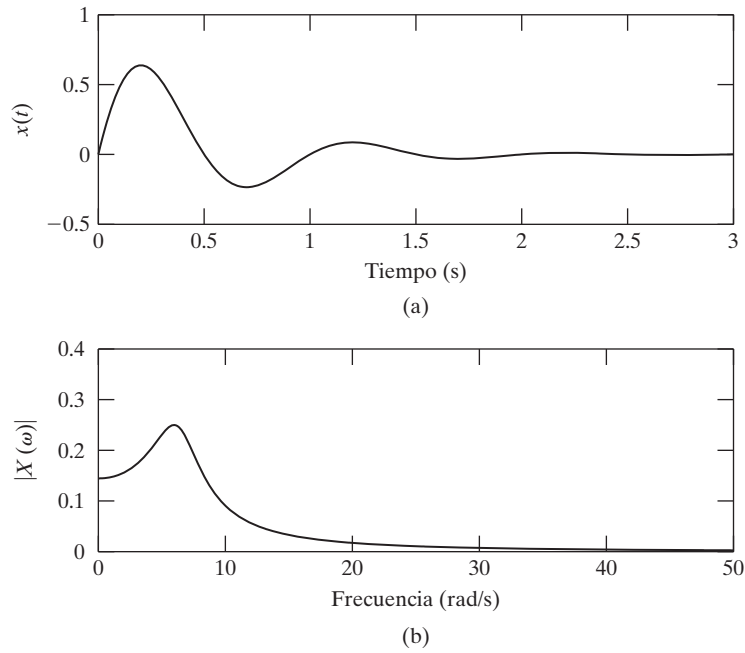 1
0.5
0
−0.5
x(t)
0 0.5 1 1.5 2 2.5 3
Tiempo (s)
(a)
0.4
0.3
0.2
0.1
0
|X (ω)|
0 10 20 30 40 50
Frecuencia (rad/s)
(b)